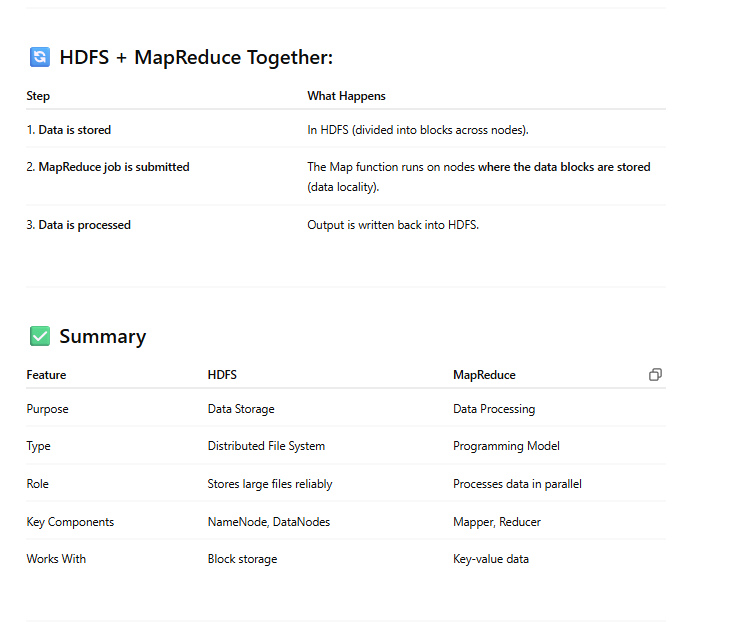 HDFS + MapReduce Together:
Step What Happens
1. Data is stored In HDFS (divided into blocks across nodes).
2. MapReduce job is submitted The Map function runs on nodes where the data blocks are stored
(data locality).
3. Data is processed Output is written back into HDFS.
Summary
Feature HDFS MapReduce
Purpose Data Storage Data Processing
Type Distributed File System Programming Model
Role Stores large files reliably Processes data in parallel
Key Components NameNode, DataNodes Mapper, Reducer
Works With Block storage Key-value data